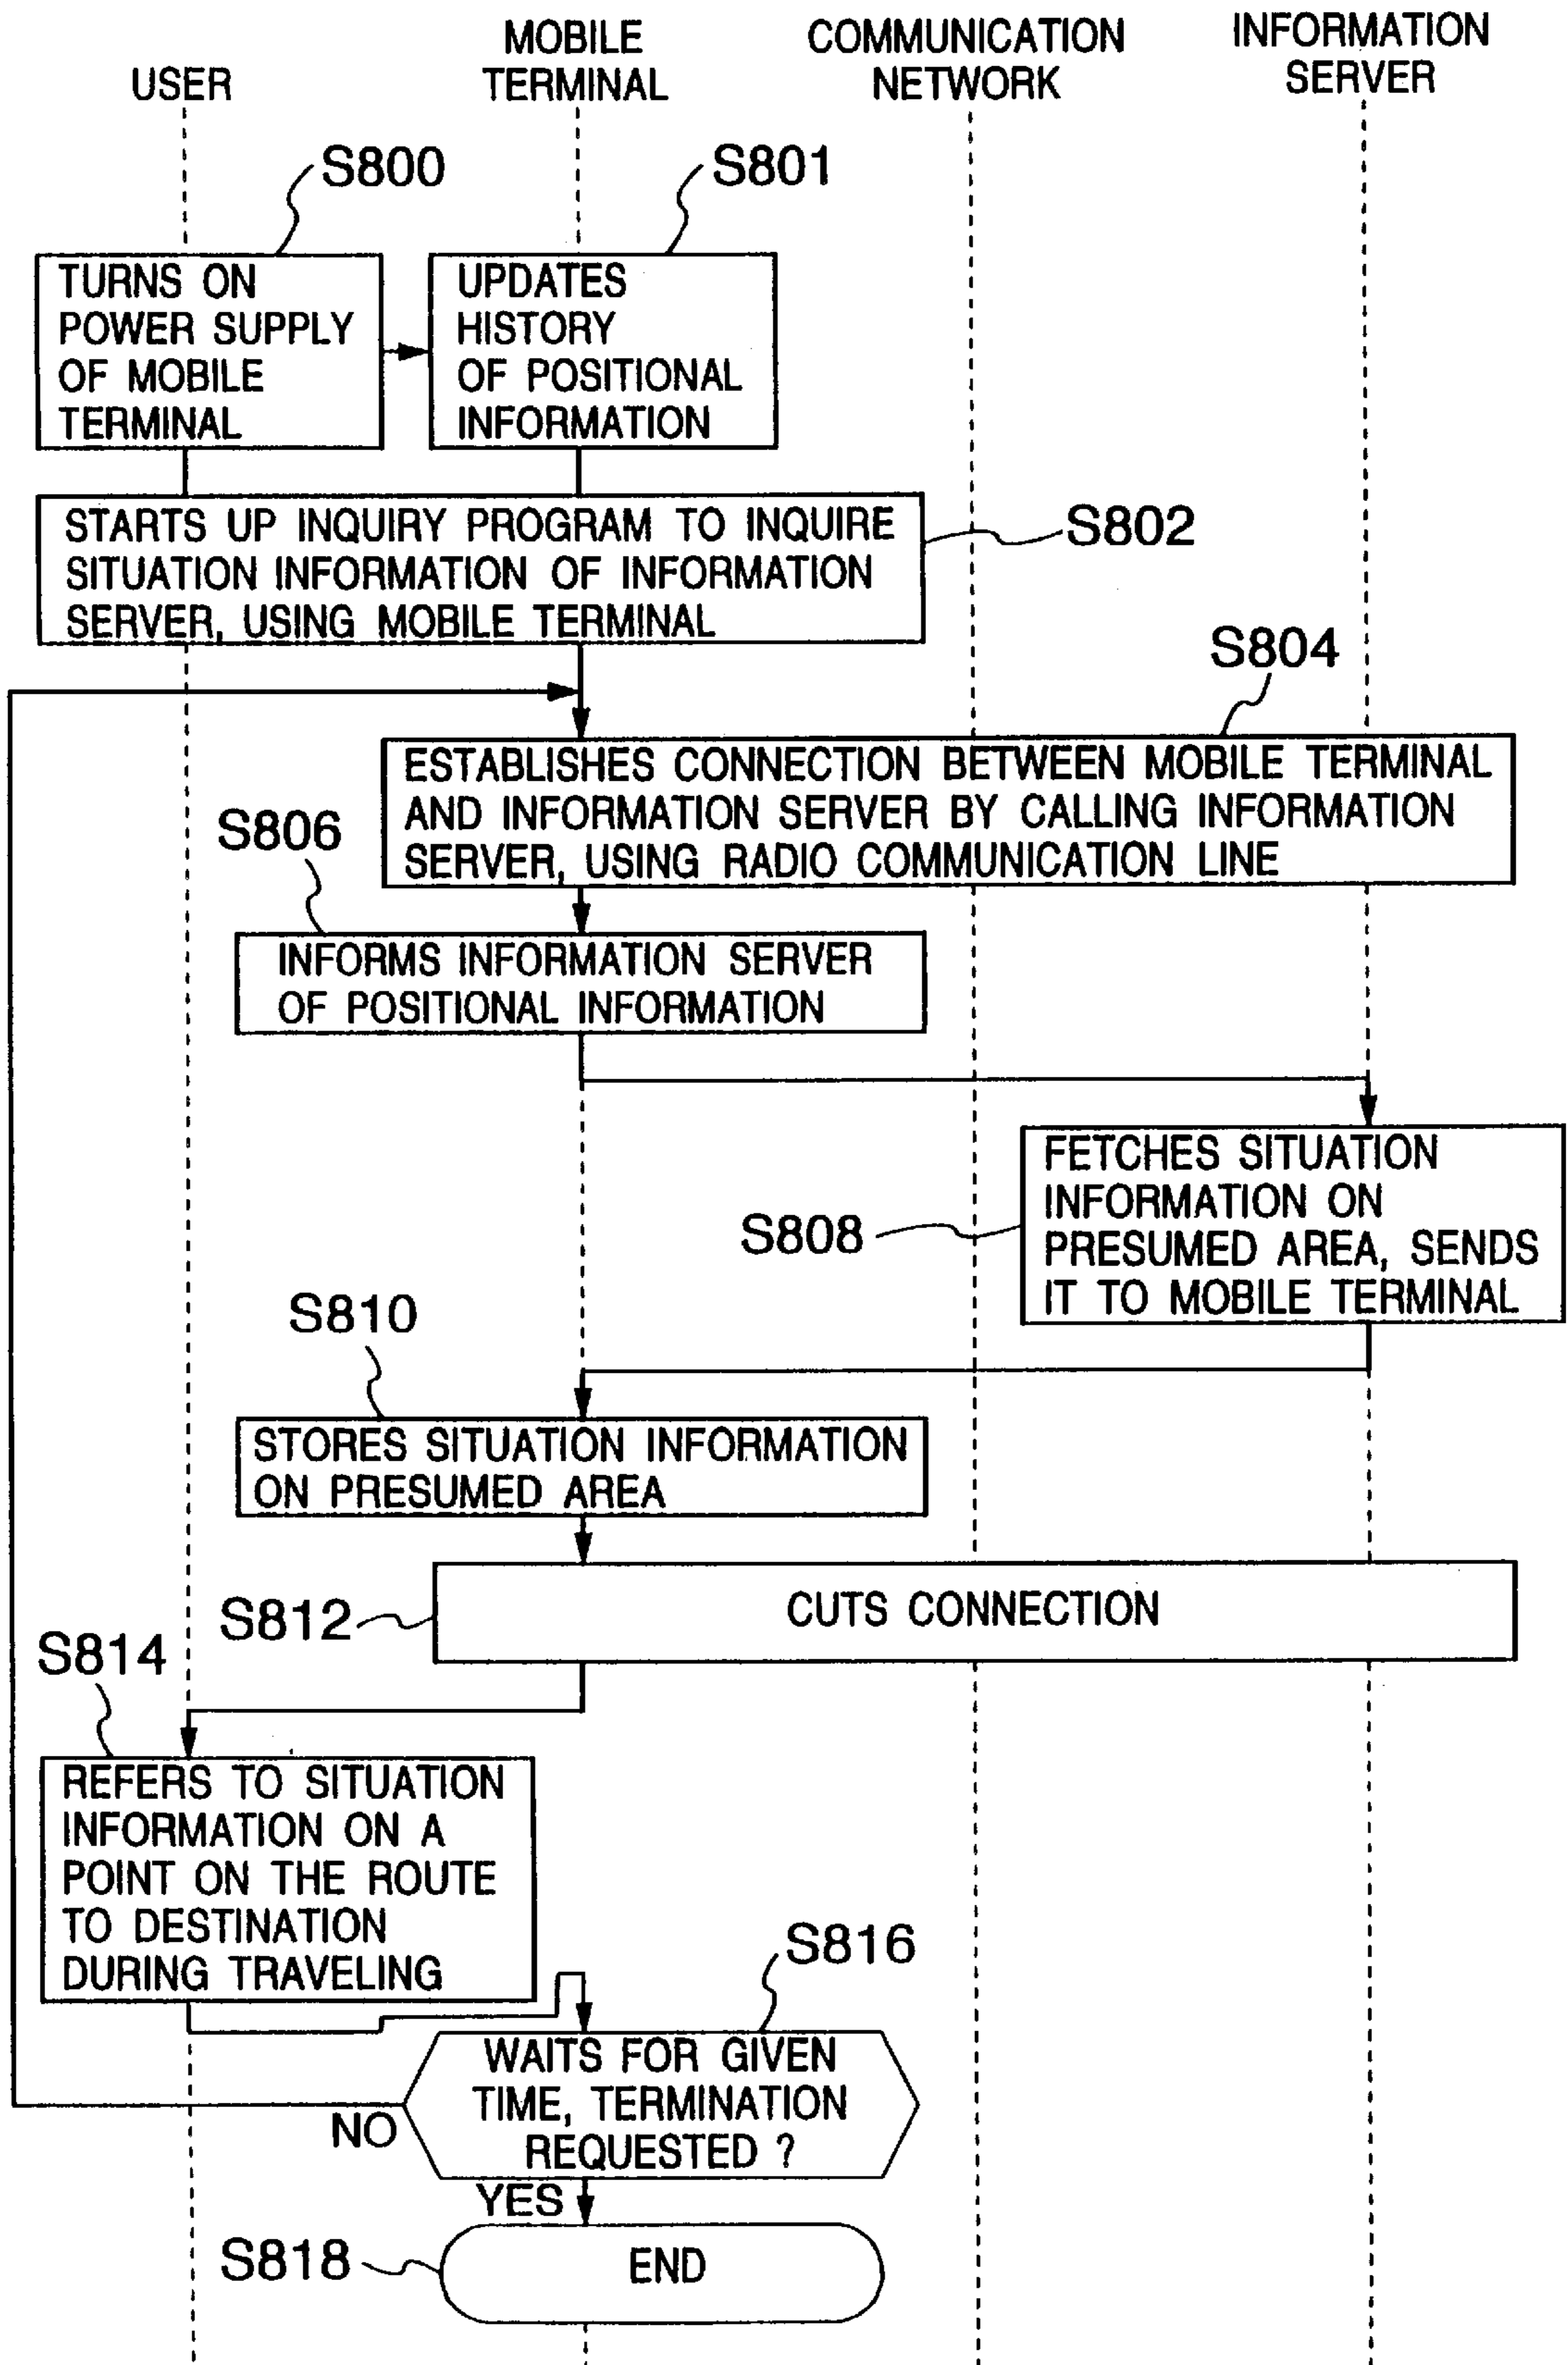 USER
MOBILE
TERMINAL
COMMUNICATION
NETWORK
INFORMATION
SERVER
S800
S801
TURNS ON
POWER SUPPLY
OF MOBILE
TERMINAL
UPDATES
HISTORY
OF POSITIONAL
INFORMATION
STARTS UP INQUIRY PROGRAM TO INQUIRE
SITUATION INFORMATION OF INFORMATION
SERVER, USING MOBILE TERMINAL
S802
S804
ESTABLISHES CONNECTION BETWEEN MOBILE TERMINAL
AND INFORMATION SERVER BY CALLING INFORMATION
SERVER, USING RADIO COMMUNICATION LINE
S806
INFORMS INFORMATION SERVER
OF POSITIONAL INFORMATION
FETCHES SITUATION
INFORMATION ON
PRESUMED AREA, SENDS
IT TO MOBILE TERMINAL
S808
S810
STORES SITUATION INFORMATION
ON PRESUMED AREA
CUTS CONNECTION
S812
S814
REFERS TO SITUATION
INFORMATION ON A
POINT ON THE ROUTE
TO DESTINATION
DURING TRAVELING
S816
WAITS FOR GIVEN
TIME, TERMINATION
REQUESTED ?
NO
YES
S818
END